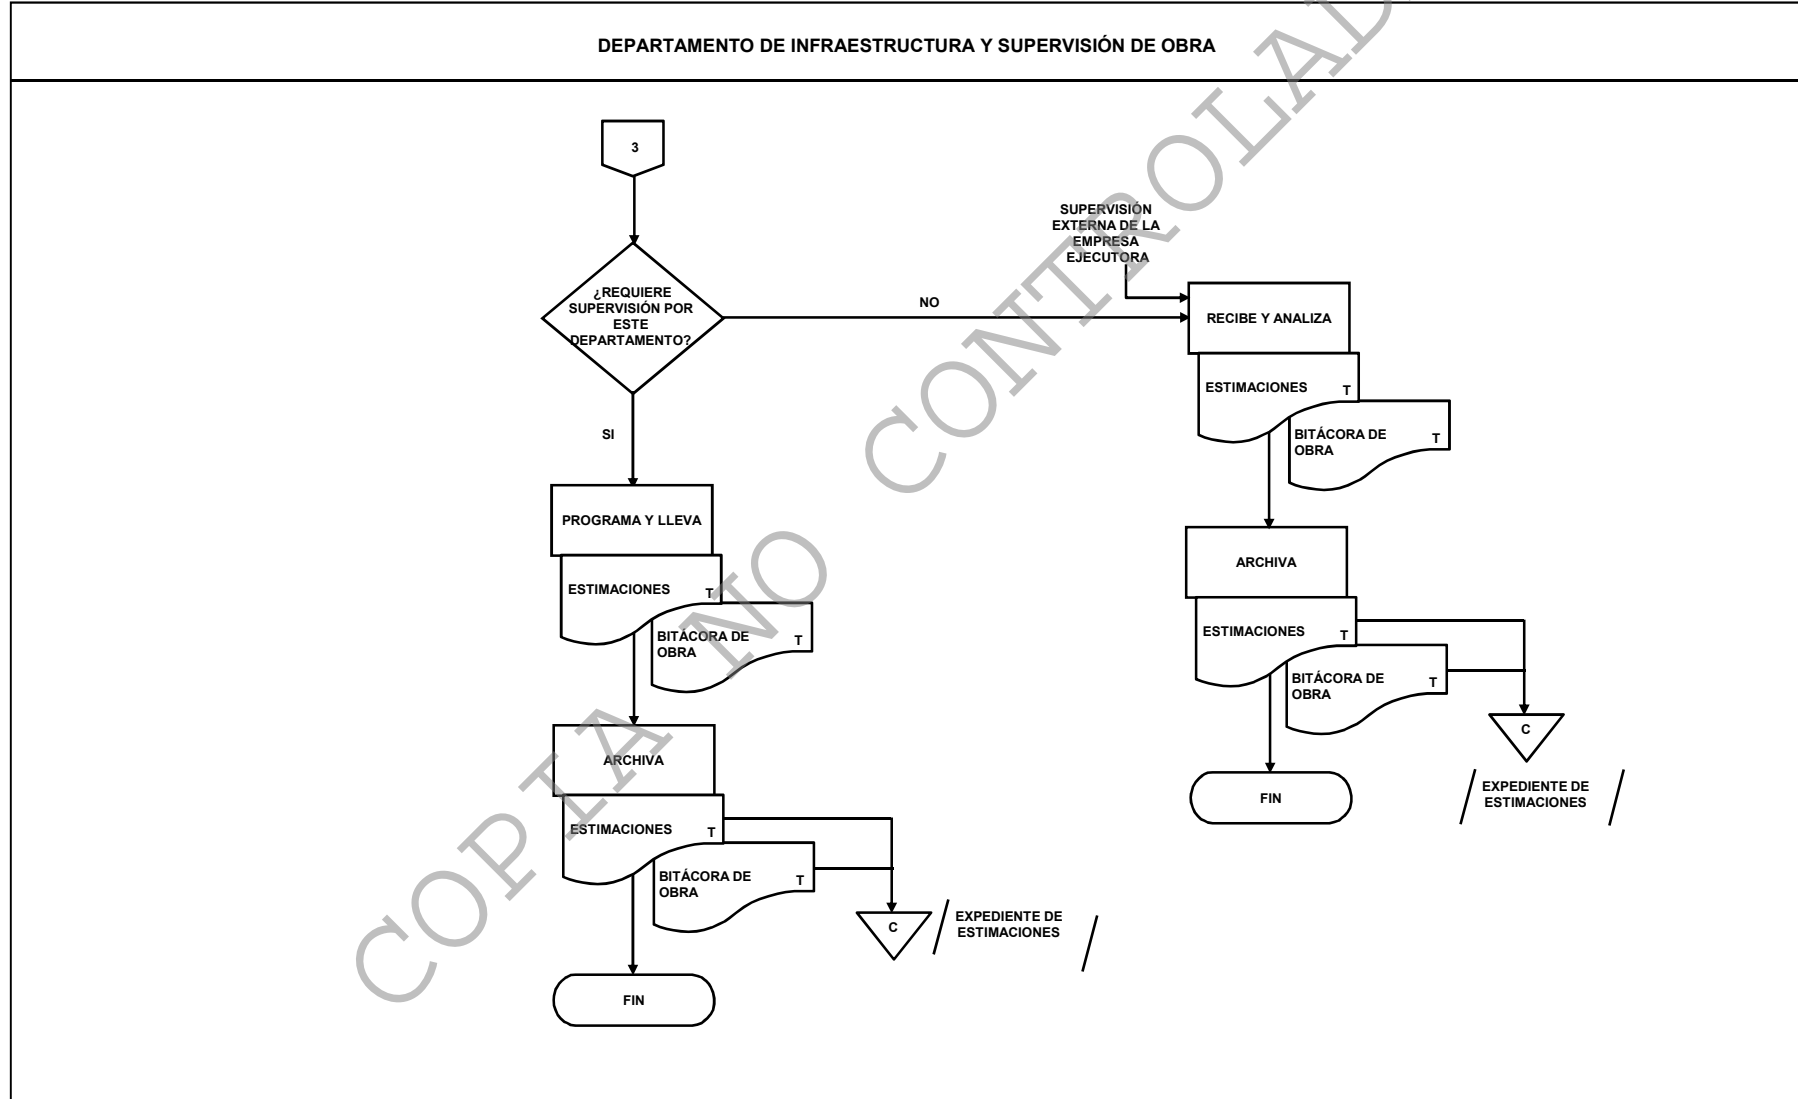 DEPARTAMENTO DE INFRAESTRUCTURA Y SUPERVISIÓN DE OBRA
3
¿REQUIERE
SUPERVISIÓN POR
ESTE
DEPARTAMENTO?
NO
SUPERVISIÓN
EXTERNA DE LA
EMPRESA
EJECUTORA
RECIBE Y ANALIZA
ESTIMACIONES T
BITÁCORA DE
OBRA T
ARCHIVA
ESTIMACIONES T
BITÁCORA DE
OBRA T
C
EXPEDIENTE DE
ESTIMACIONES
FIN
SI
PROGRAMA Y LLEVA
ESTIMACIONES T
BITÁCORA DE
OBRA T
ARCHIVA
ESTIMACIONES T
BITÁCORA DE
OBRA T
C
EXPEDIENTE DE
ESTIMACIONES
FIN
COPIA NO CONTROLAD